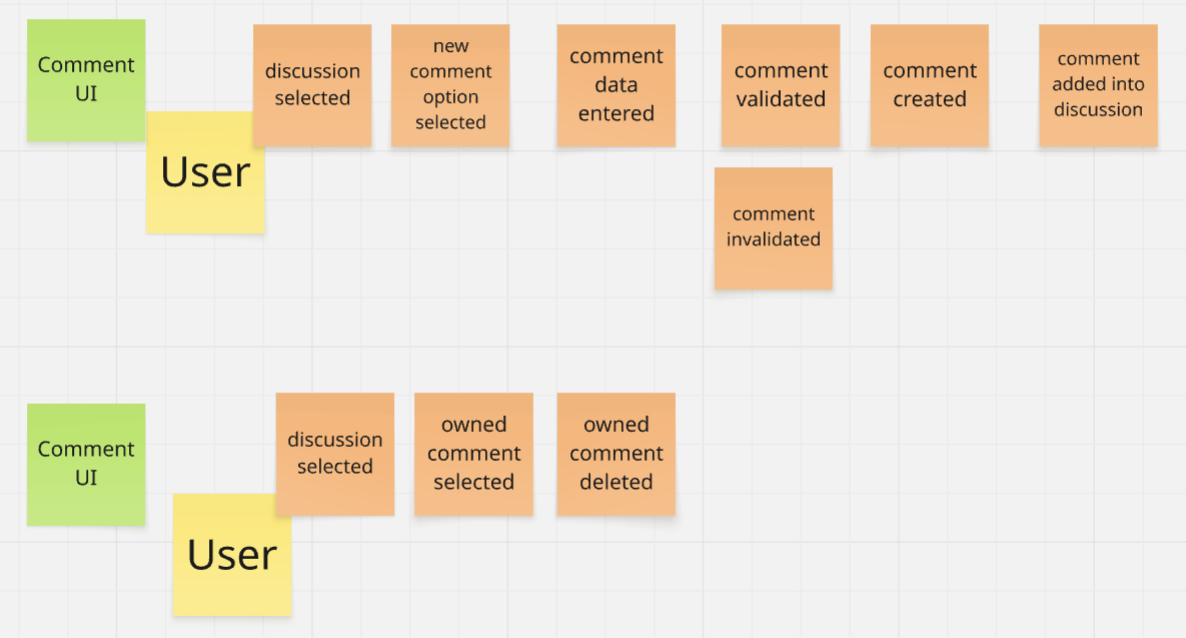 Comment
UI
User
discussion
selected
new
comment
option
selected
comment
data
entered
comment
validated
comment
created
comment
added into
discussion
comment
invalidated
Comment
UI
User
discussion
selected
owned
comment
selected
owned
comment
deleted